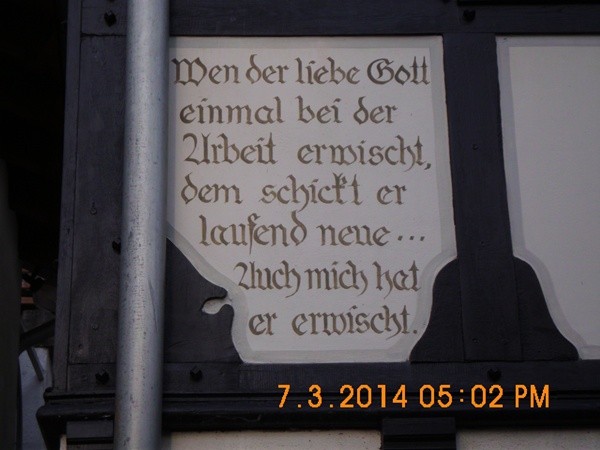 Wen der liebe Gott
einmal bei der
Arbeit erwischt,
dem schickt er
laufend neue...
Auch mich hat
er erwischt.
7.3.2014 05:02 PM